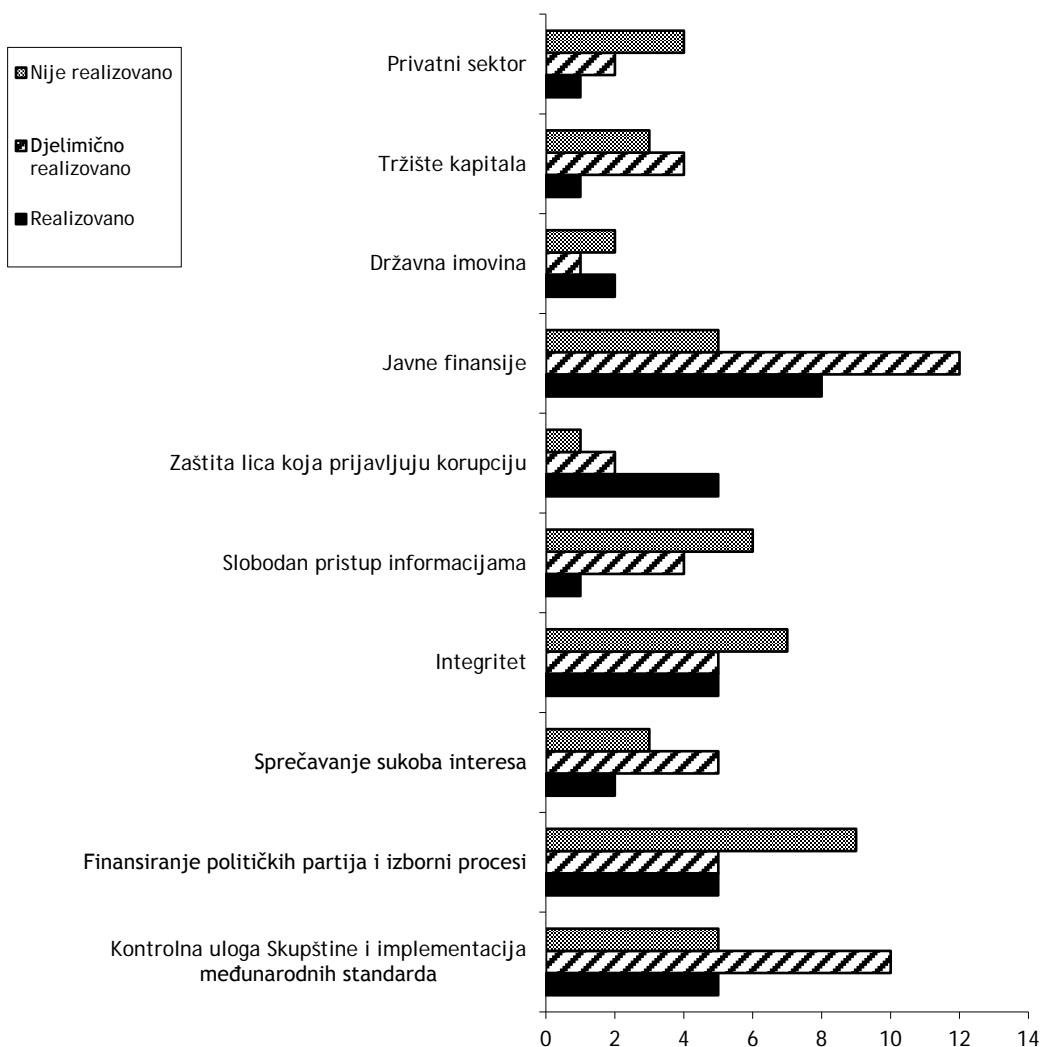 Nije realizovano
Djelimično
realizovano
Realizovano
Privatni sektor
Tržište kapitala
Državna imovina
Javne finansije
Zaštita lica koja prijavljuju korupciju
Slobodan pristup informacijama
Integritet
Sprečavanje sukoba interesa
Finansiranje političkih partija i izborni procesi
Kontrolna uloga Skupštine i implementacija
međunarodnih standarda
0 2 4 6 8 10 12 14